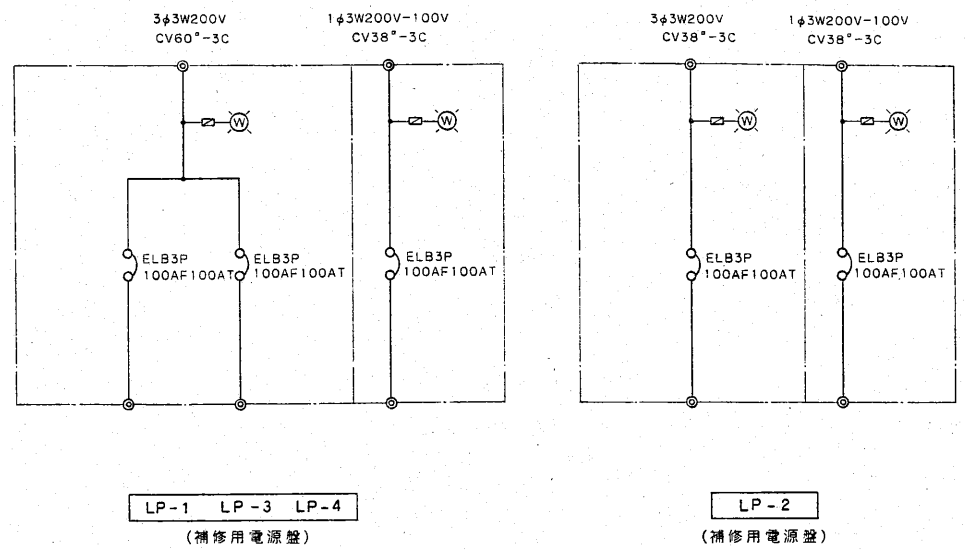 3φ3W200V
CV60°-3C
1φ3W200V-100V
CV38°-3C
W
W
ELB3P
100AF100AT
ELB3P
100AF100AT
ELB3P
100AF100AT
LP-1 LP-3 LP-4
(補修用電源盤)
3φ3W200V
CV38°-3C
1φ3W200V-100V
CV38°-3C
W
W
ELB3P
100AF100AT
ELB3P
100AF100AT
LP-2
(補修用電源盤)